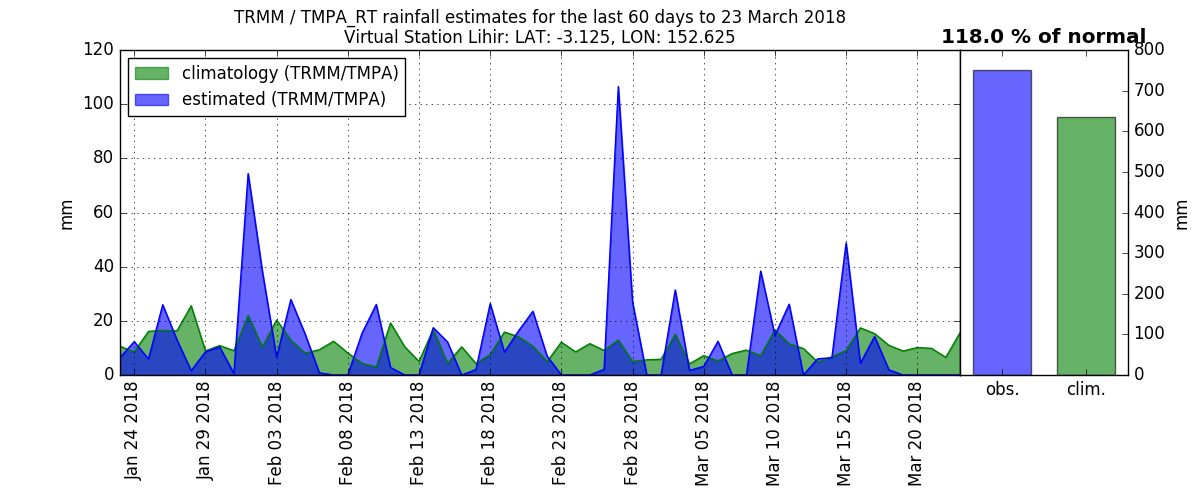 TRMM / TMPA_RT rainfall estimates for the last 60 days to 23 March 2018
Virtual Station Lihir: LAT: -3.125, LON: 152.625
118.0 % of normal
climatology (TRMM/TMPA)
estimated (TRMM/TMPA)
mm
120
100
80
60
40
20
0
Jan 24 2018
Jan 29 2018
Feb 03 2018
Feb 08 2018
Feb 13 2018
Feb 18 2018
Feb 23 2018
Feb 28 2018
Mar 05 2018
Mar 10 2018
Mar 15 2018
Mar 20 2018
800
700
600
500
400
300
200
100
0
mm
obs.
clim.